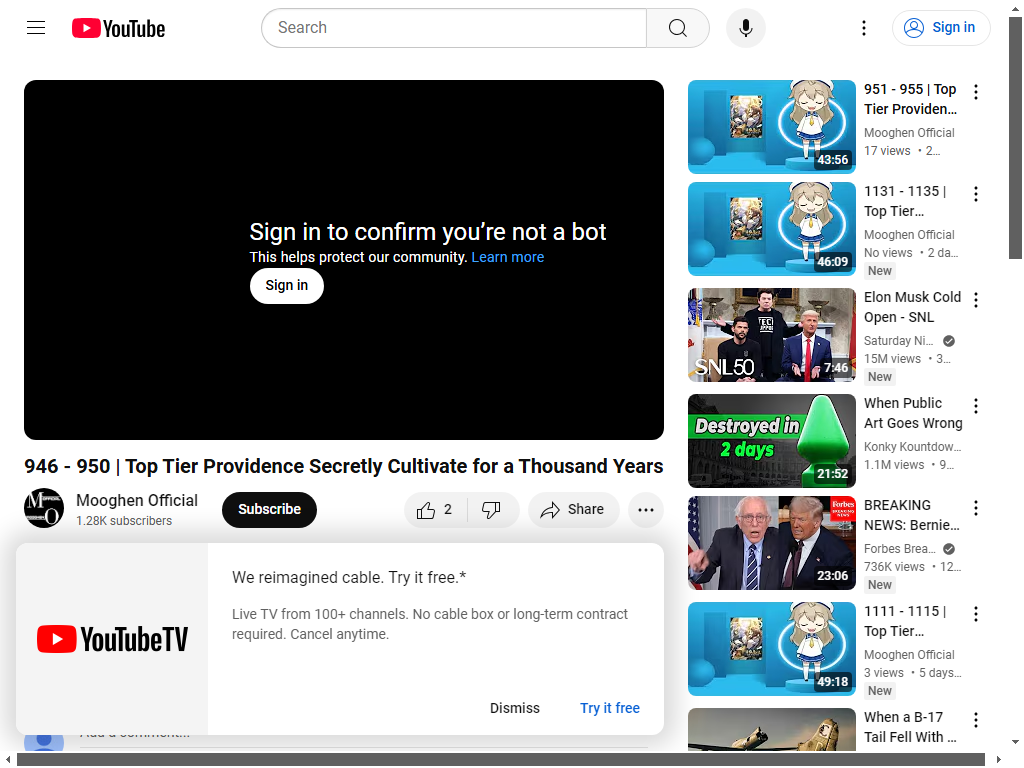 YouTube
Search
Sign in
Sign in to confirm you’re not a bot
This helps protect our community. Learn more
Sign in
946 - 950 | Top Tier Providence Secretly Cultivate for a Thousand Years
Mooghen Official
1.28K subscribers
Subscribe
2
Share
We reimagined cable. Try it free.*
Live TV from 100+ channels. No cable box or long-term contract
required. Cancel anytime.
YouTubeTV
Dismiss
Try it free
Add a comment...
43:56
951 - 955 | Top
Tier Providen...
Mooghen Official
17 views • 2...
46:09
1131 - 1135 |
Top Tier...
Mooghen Official
No views • 2 da...
New
SNL50
7:46
Elon Musk Cold
Open - SNL
Saturday Ni...
15M views • 3...
New
Destroyed in
2 days
21:52
When Public
Art Goes Wrong
Konky Kountdow...
1.1M views • 9...
Forbes
BREAKING
NEWS
23:06
BREAKING
NEWS: Bernie...
Forbes Brea...
736K views • 12...
New
49:18
1111 - 1115 |
Top Tier...
Mooghen Official
3 views • 5 days...
New
When a B-17
Tail Fell With ...